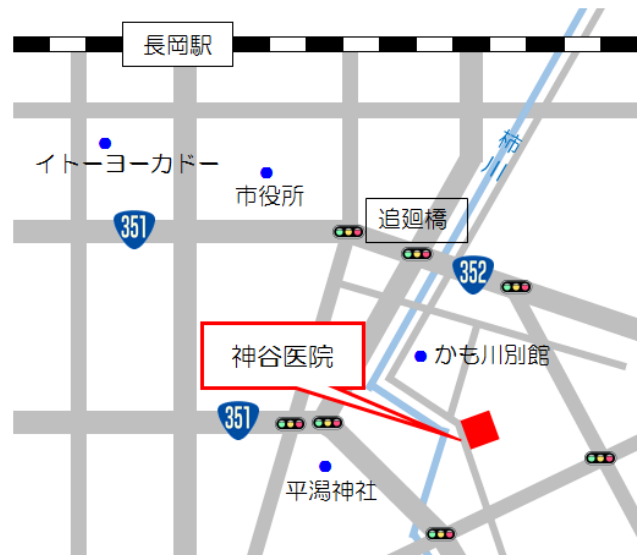 長岡駅
柿川
イトーヨーカドー
市役所
追廻橋
351
352
神谷医院
かも川別館
351
平潟神社